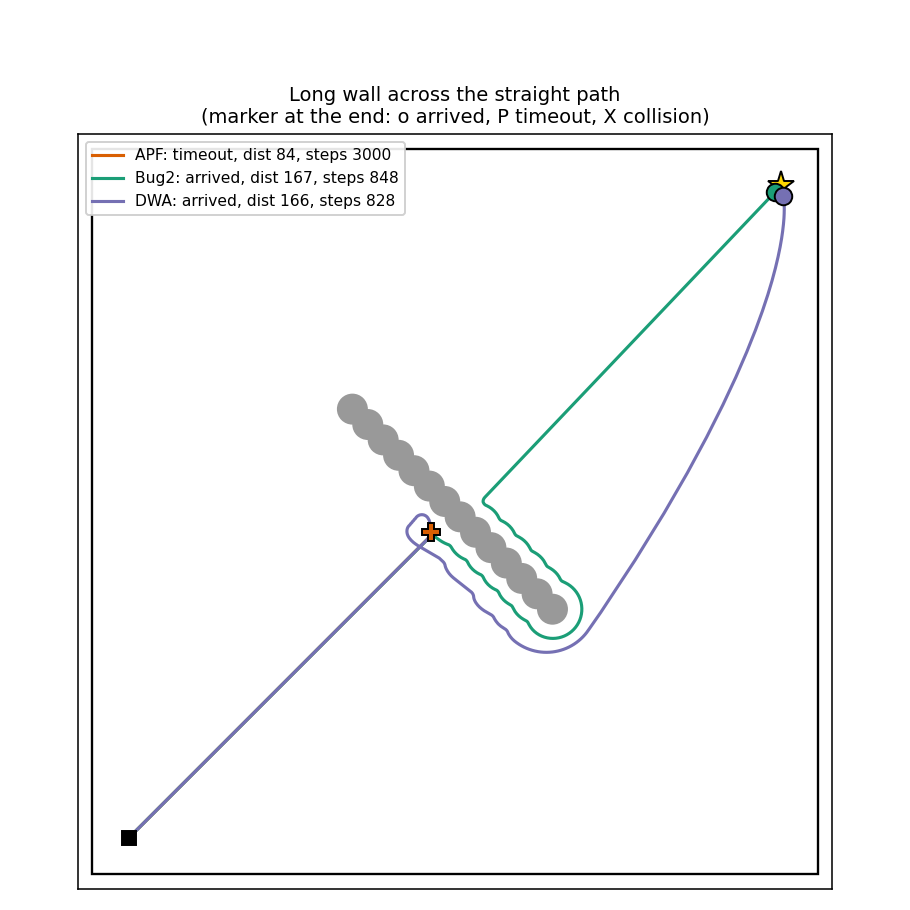 Long wall across the straight path
(marker at the end: o arrived, P timeout, X collision)
APF: timeout, dist 84, steps 3000
Bug2: arrived, dist 167, steps 848
DWA: arrived, dist 166, steps 828